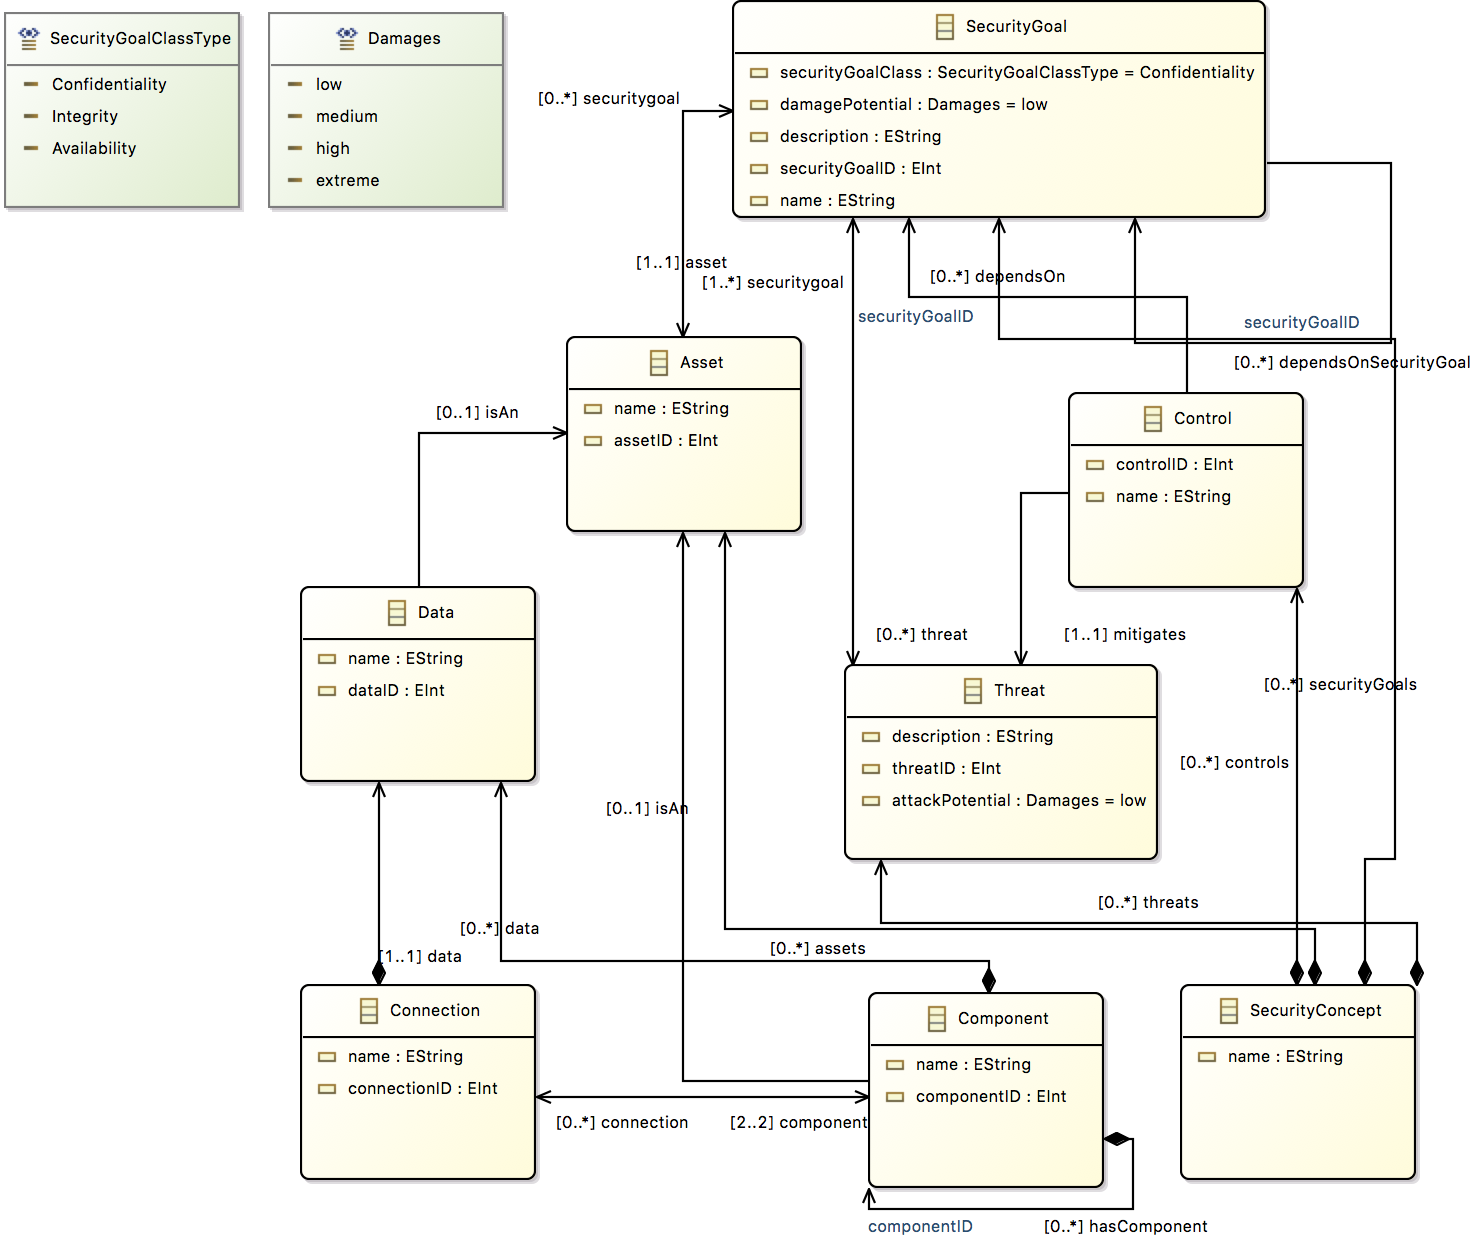 SecurityGoalClassType
Confidentiality
Integrity
Availability
Damages
low
medium
high
extreme
SecurityGoal
securityGoalClass : SecurityGoalClassType = Confidentiality
damagePotential : Damages = low
description : EString
securityGoalID : EInt
name : EString
[0..*] securitygoal
[1..1] asset
[1..*] securitygoal
[0..*] dependsOn
securityGoalID
securityGoalID
[0..*] dependsOnSecurityGoal
Asset
name : EString
assetID : EInt
[0..1] isAn
Control
controlID : EInt
name : EString
Data
name : EString
dataID : EInt
[0..*] threat
[1..1] mitigates
Threat
description : EString
threatID : EInt
attackPotential : Damages = low
[0..*] securityGoals
[0..*] controls
[0..1] isAn
[0..*] threats
[0..*] data
[1..1] data
[0..*] assets
Connection
name : EString
connectionID : EInt
Component
name : EString
componentID : EInt
SecurityConcept
name : EString
[0..*] connection
[2..2] component
componentID
[0..*] hasComponent